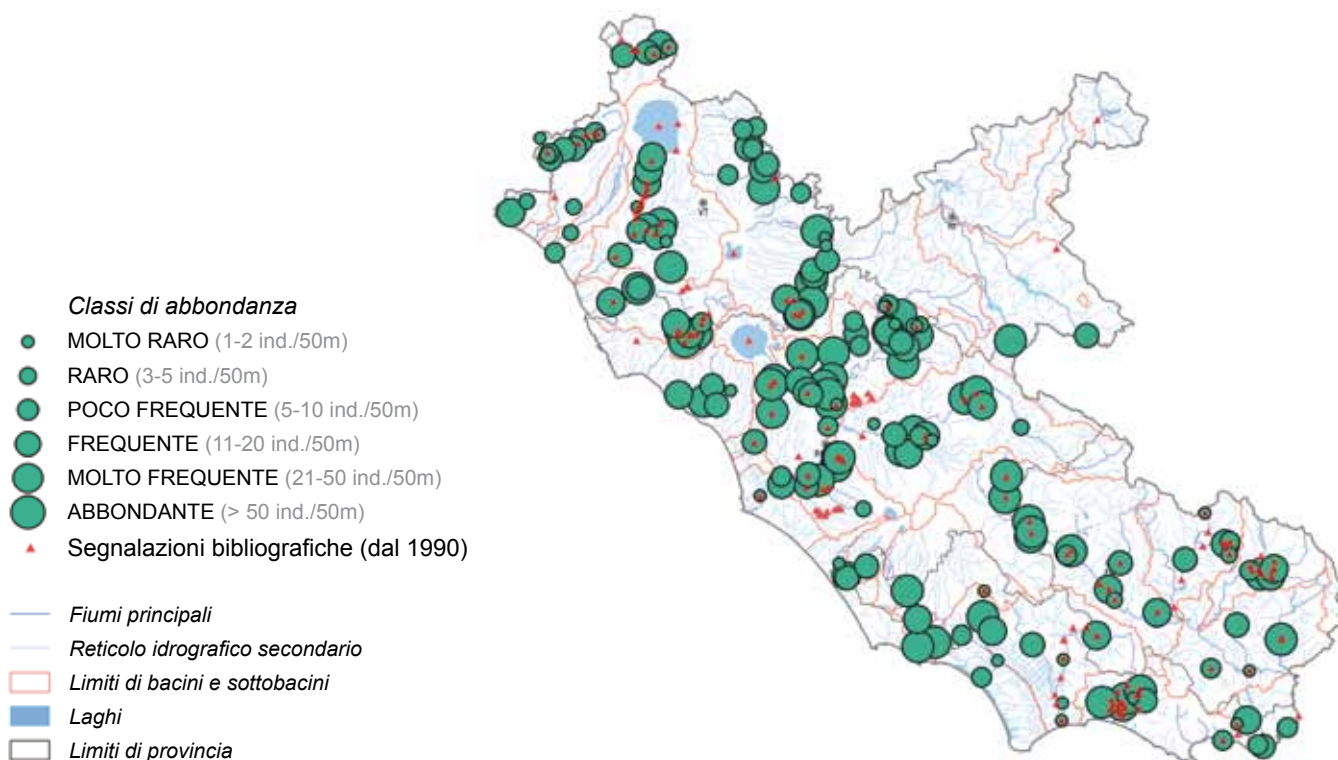 Classi di abbondanza
MOLTO RARO (1-2 ind./50m)
RARO (3-5 ind./50m)
POCO FREQUENTE (5-10 ind./50m)
FREQUENTE (11-20 ind./50m)
MOLTO FREQUENTE (21-50 ind./50m)
ABBONDANTE (> 50 ind./50m)
Segnalazioni bibliografiche (dal 1990)
Fiumi principali
Reticolo idrografico secondario
Limiti di bacini e sottobacini
Laghi
Limiti di provincia
VT